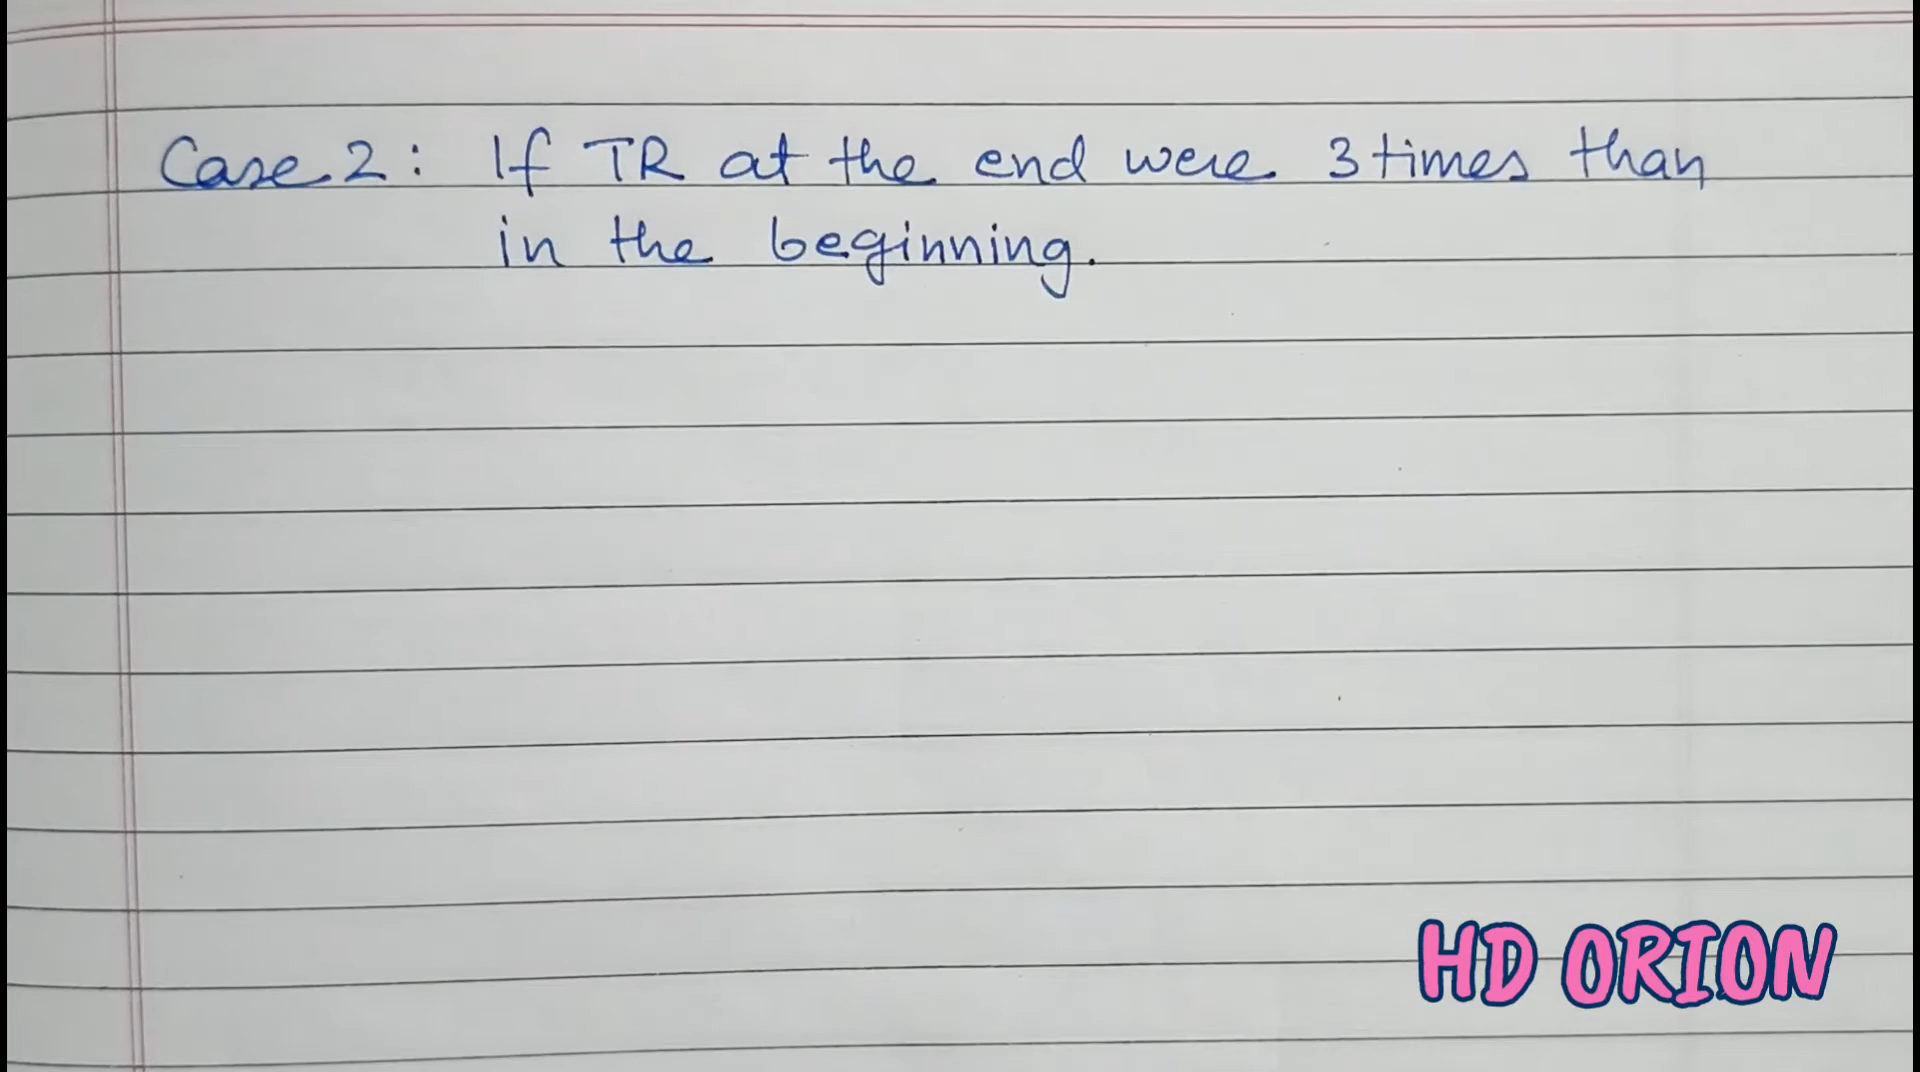 Case 2: If TR at the end were 3 times than
in the beginning.
HD ORION